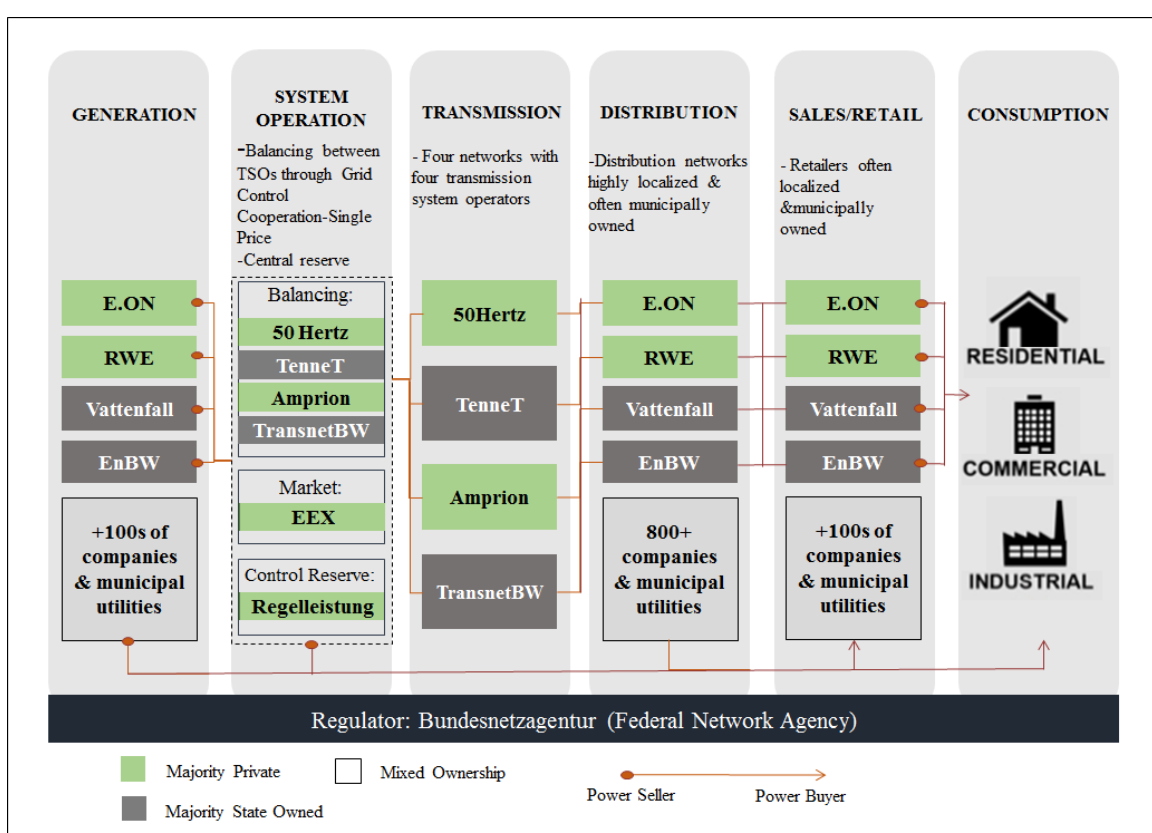 GENERATION
SYSTEM
OPERATION
-Balancing between
TSOs through Grid
Control
Cooperation-Single
Price
-Central reserve
TRANSMISSION
- Four networks with
four transmission
system operators
DISTRIBUTION
-Distribution networks
highly localized &
often municipally
owned
SALES/RETAIL
- Retailers often
localized
&municipally
owned
CONSUMPTION
E.ON
RWE
Vattenfall
EnBW
+100s of
companies
& municipal
utilities
Balancing:
50 Hertz
TenneT
Amprion
TransnetBW
Market:
EEX
Control Reserve:
Regelleistung
50Hertz
TenneT
Amprion
TransnetBW
E.ON
RWE
Vattenfall
EnBW
800+
companies
& municipal
utilities
E.ON
RWE
Vattenfall
EnBW
+100s of
companies
& municipal
utilities
RESIDENTIAL
COMMERCIAL
INDUSTRIAL
Regulator: Bundesnetzagentur (Federal Network Agency)
Majority Private
Mixed Ownership
Majority State Owned
Power Seller
Power Buyer